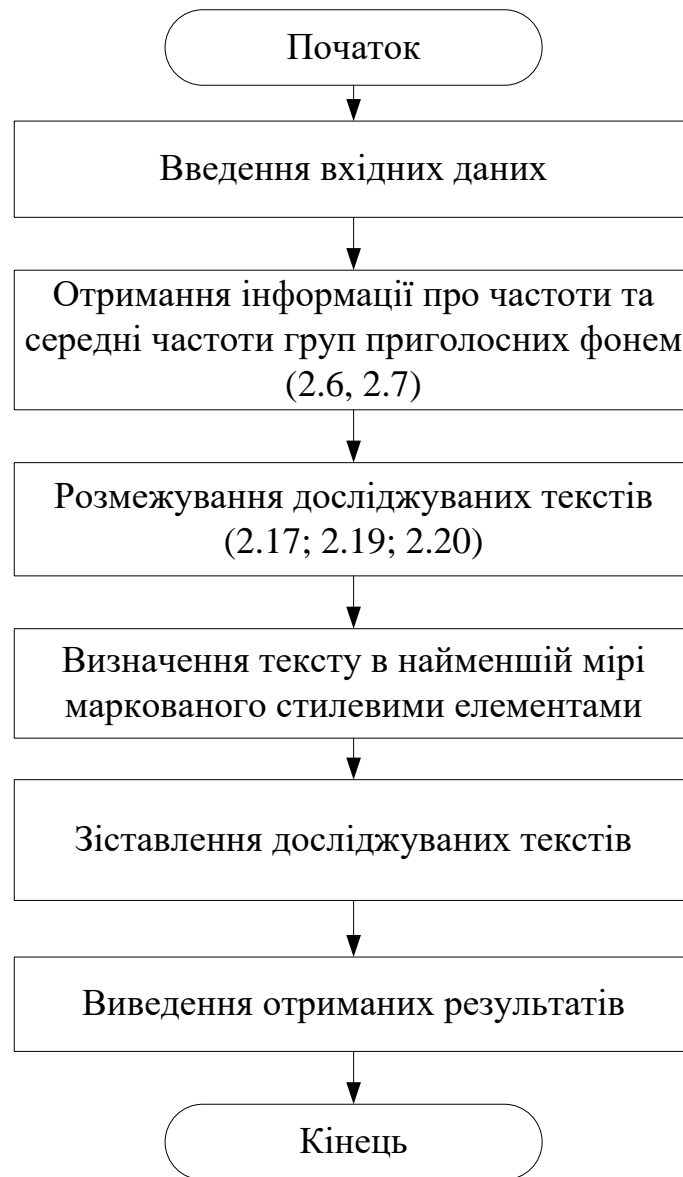 Початок
Введення вхідних даних
Отримання інформації про частоти та
середні частоти груп приголосних фонем
(2.6, 2.7)
Розмежування досліджуваних текстів
(2.17; 2.19; 2.20)
Визначення тексту в найменшій мірі
маркованого стилевими елементами
Зіставлення досліджуваних текстів
Виведення отриманих результатів
Кінець